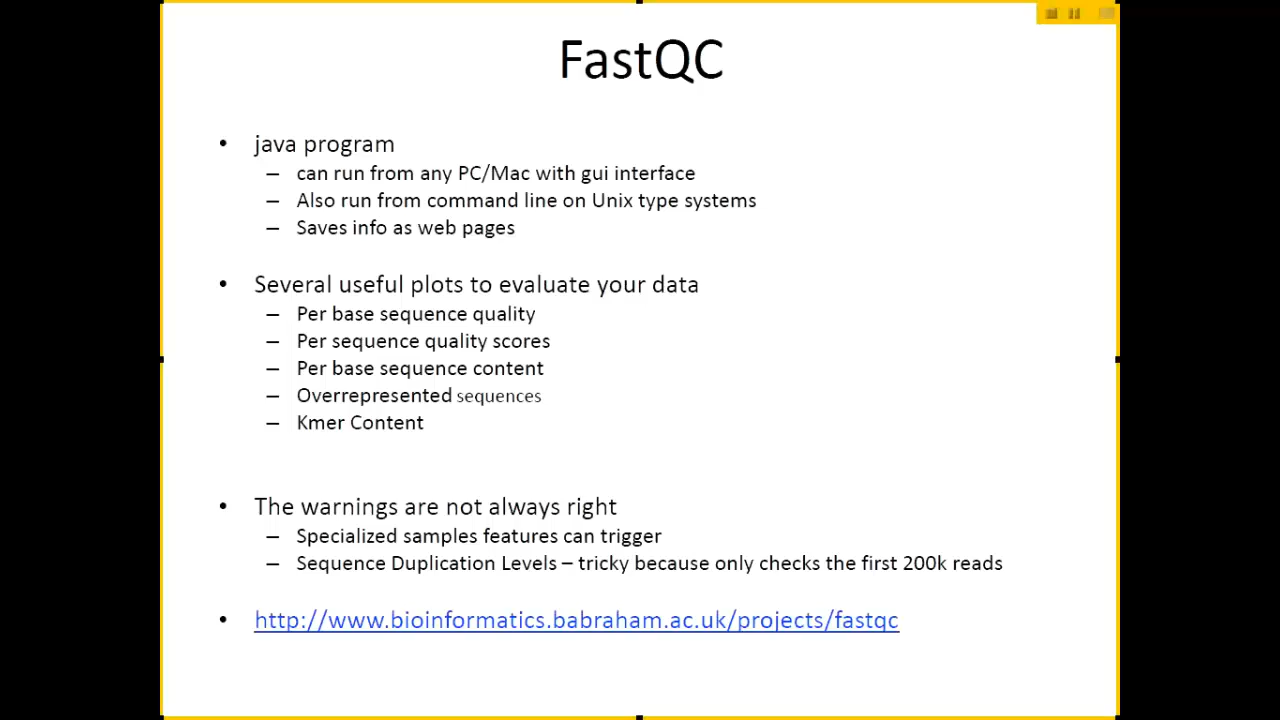 FastQC
• java program
– can run from any PC/Mac with gui interface
– Also run from command line on Unix type systems
– Saves info as web pages
• Several useful plots to evaluate your data
– Per base sequence quality
– Per sequence quality scores
– Per base sequence content
– Overrepresented sequences
– Kmer Content
• The warnings are not always right
– Specialized samples features can trigger
– Sequence Duplication Levels – tricky because only checks the first 200k reads
• http://www.bioinformatics.babraham.ac.uk/projects/fastqc